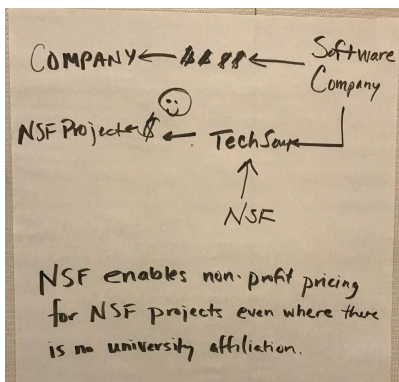 COMPANY ← $$$$ ← Software
Company
NSF Project ← $ ← TechSoup
NSF
NSF enables non-profit pricing
for NSF projects even where there
is no university affiliation.